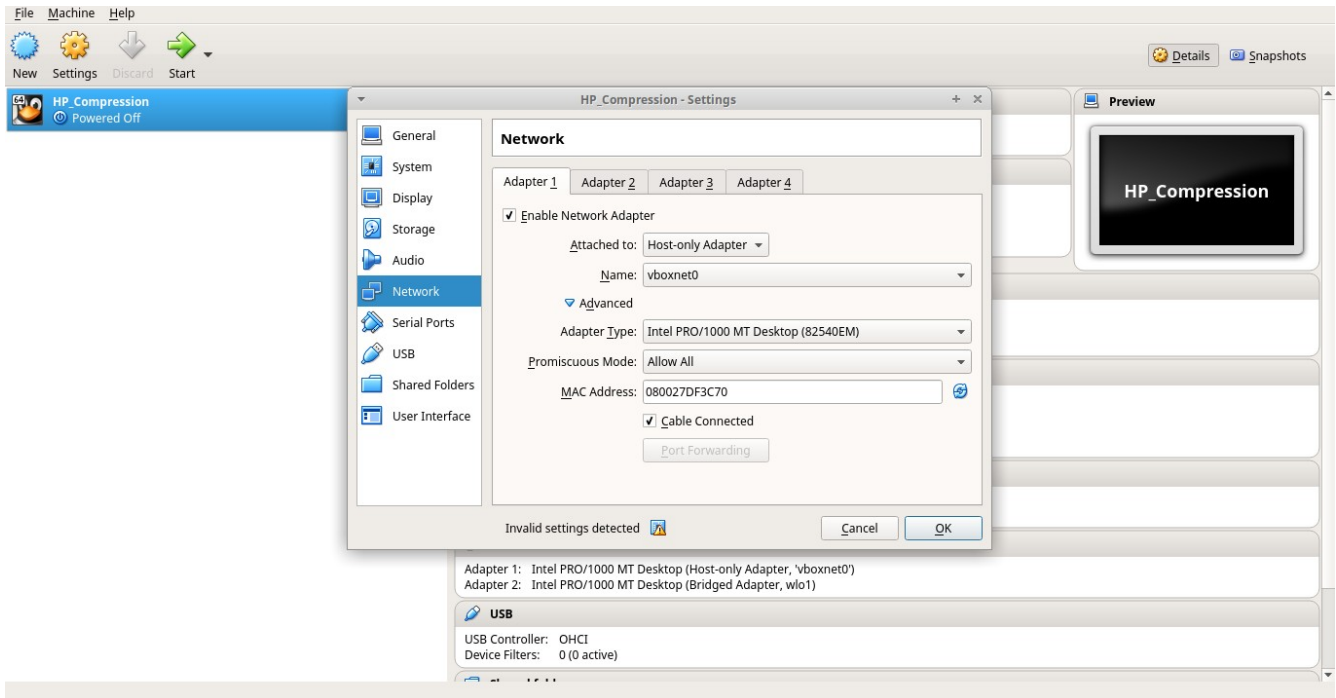 File Machine Help
New Settings Discard Start
Details Snapshots
64
HP_Compression
Powered Off
HP_Compression - Settings
General
System
Display
Storage
Audio
Network
Serial Ports
USB
Shared Folders
User Interface
Network
Adapter 1 Adapter 2 Adapter 3 Adapter 4
Enable Network Adapter
Attached to: Host-only Adapter
Name: vboxnet0
Advanced
Adapter Type: Intel PRO/1000 MT Desktop (82540EM)
Promiscuous Mode: Allow All
MAC Address: 080027DF3C70
Cable Connected
Port Forwarding
Invalid settings detected
Cancel OK
Preview
HP_Compression
Adapter 1: Intel PRO/1000 MT Desktop (Host-only Adapter, 'vboxnet0')
Adapter 2: Intel PRO/1000 MT Desktop (Bridged Adapter, wlo1)
USB
USB Controller: OHCI
Device Filters: 0 (0 active)